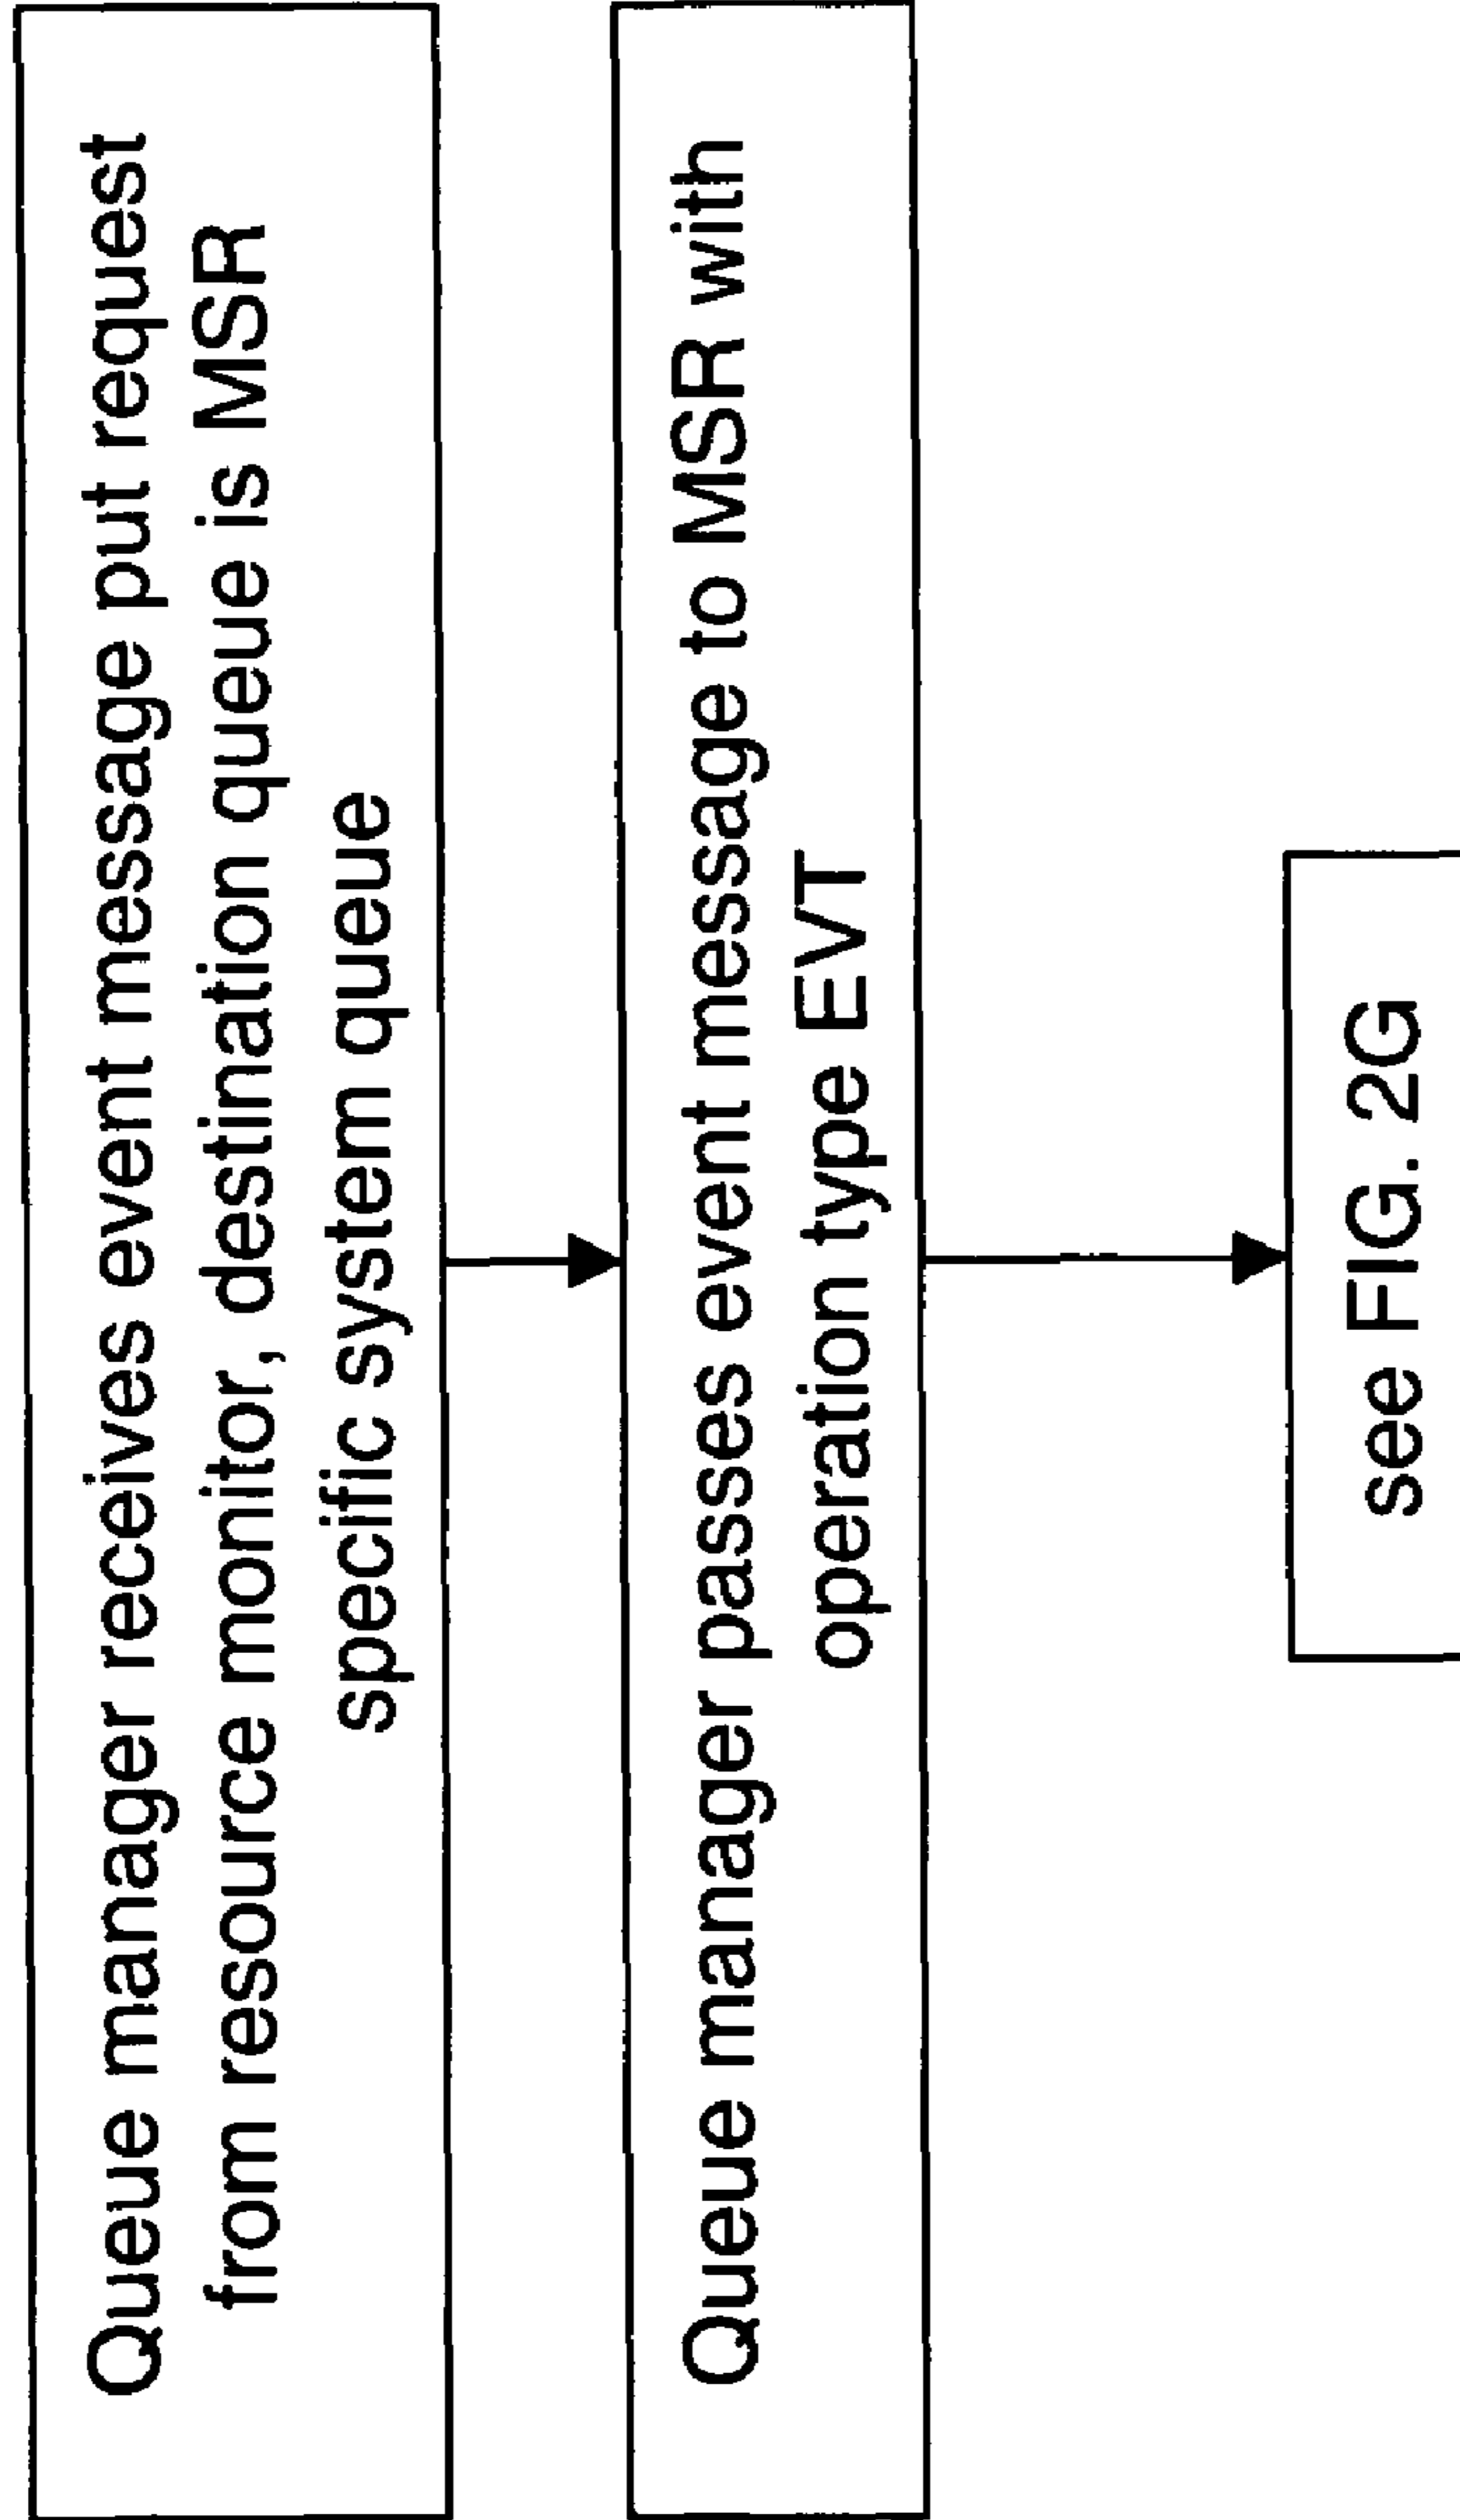 Queue manager receives event message put request
from resource monitor, destination queue is MSR
specific system queue
Queue manager passes event message to MSR with
operation type EVT
see FIG. 2G